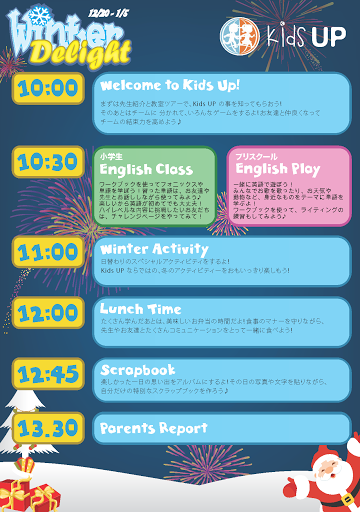 Winter Delight
12/20 - 1/5
Kids UP
10:00
Welcome to Kids Up!
まずは先生紹介と教室ツアーで、Kids UP の事を知ってもらおう!
そのあとはチームに 分かれて、いろんなゲームをするよ!お友達と仲良くなって
チームの結束力を高めよう♪
10:30
小学生
English Class
ワークブックを使ってフォニックスや
単語を学ぼう!習った単語は、お友達や
先生とお話ししながら使ってみよう♪
楽しいから英語が初めてでも大丈夫!
ハイレベルな内容に挑戦したいお友だち
は、チャレンジページをやってみて!
プリスクール
English Play
一緒に英語で遊ぼう!
みんなでお歌を歌ったり、お天気や
動物など、身近なものをテーマに単語を
学ぶよ!
ワークブックを使って、ライティングの
練習もしてみよう♪
11:00
Winter Activity
日替わりのスペシャルアクティビティをするよ!
Kids UP ならではの、冬のアクティビティーをおもいっきり楽しもう!
12:00
Lunch Time
たくさん学んだあとは、美味しいお弁当の時間だよ!食事のマナーを守りながら、
先生やお友達とたくさんコミュニケーションをとって一緒に食べよう!
12:45
Scrapbook
楽しかった一日の思い出をアルバムにするよ!その日の写真や文字を貼りながら、
自分だけの特別なスクラップブックを作ろう♪
13.30
Parents Report